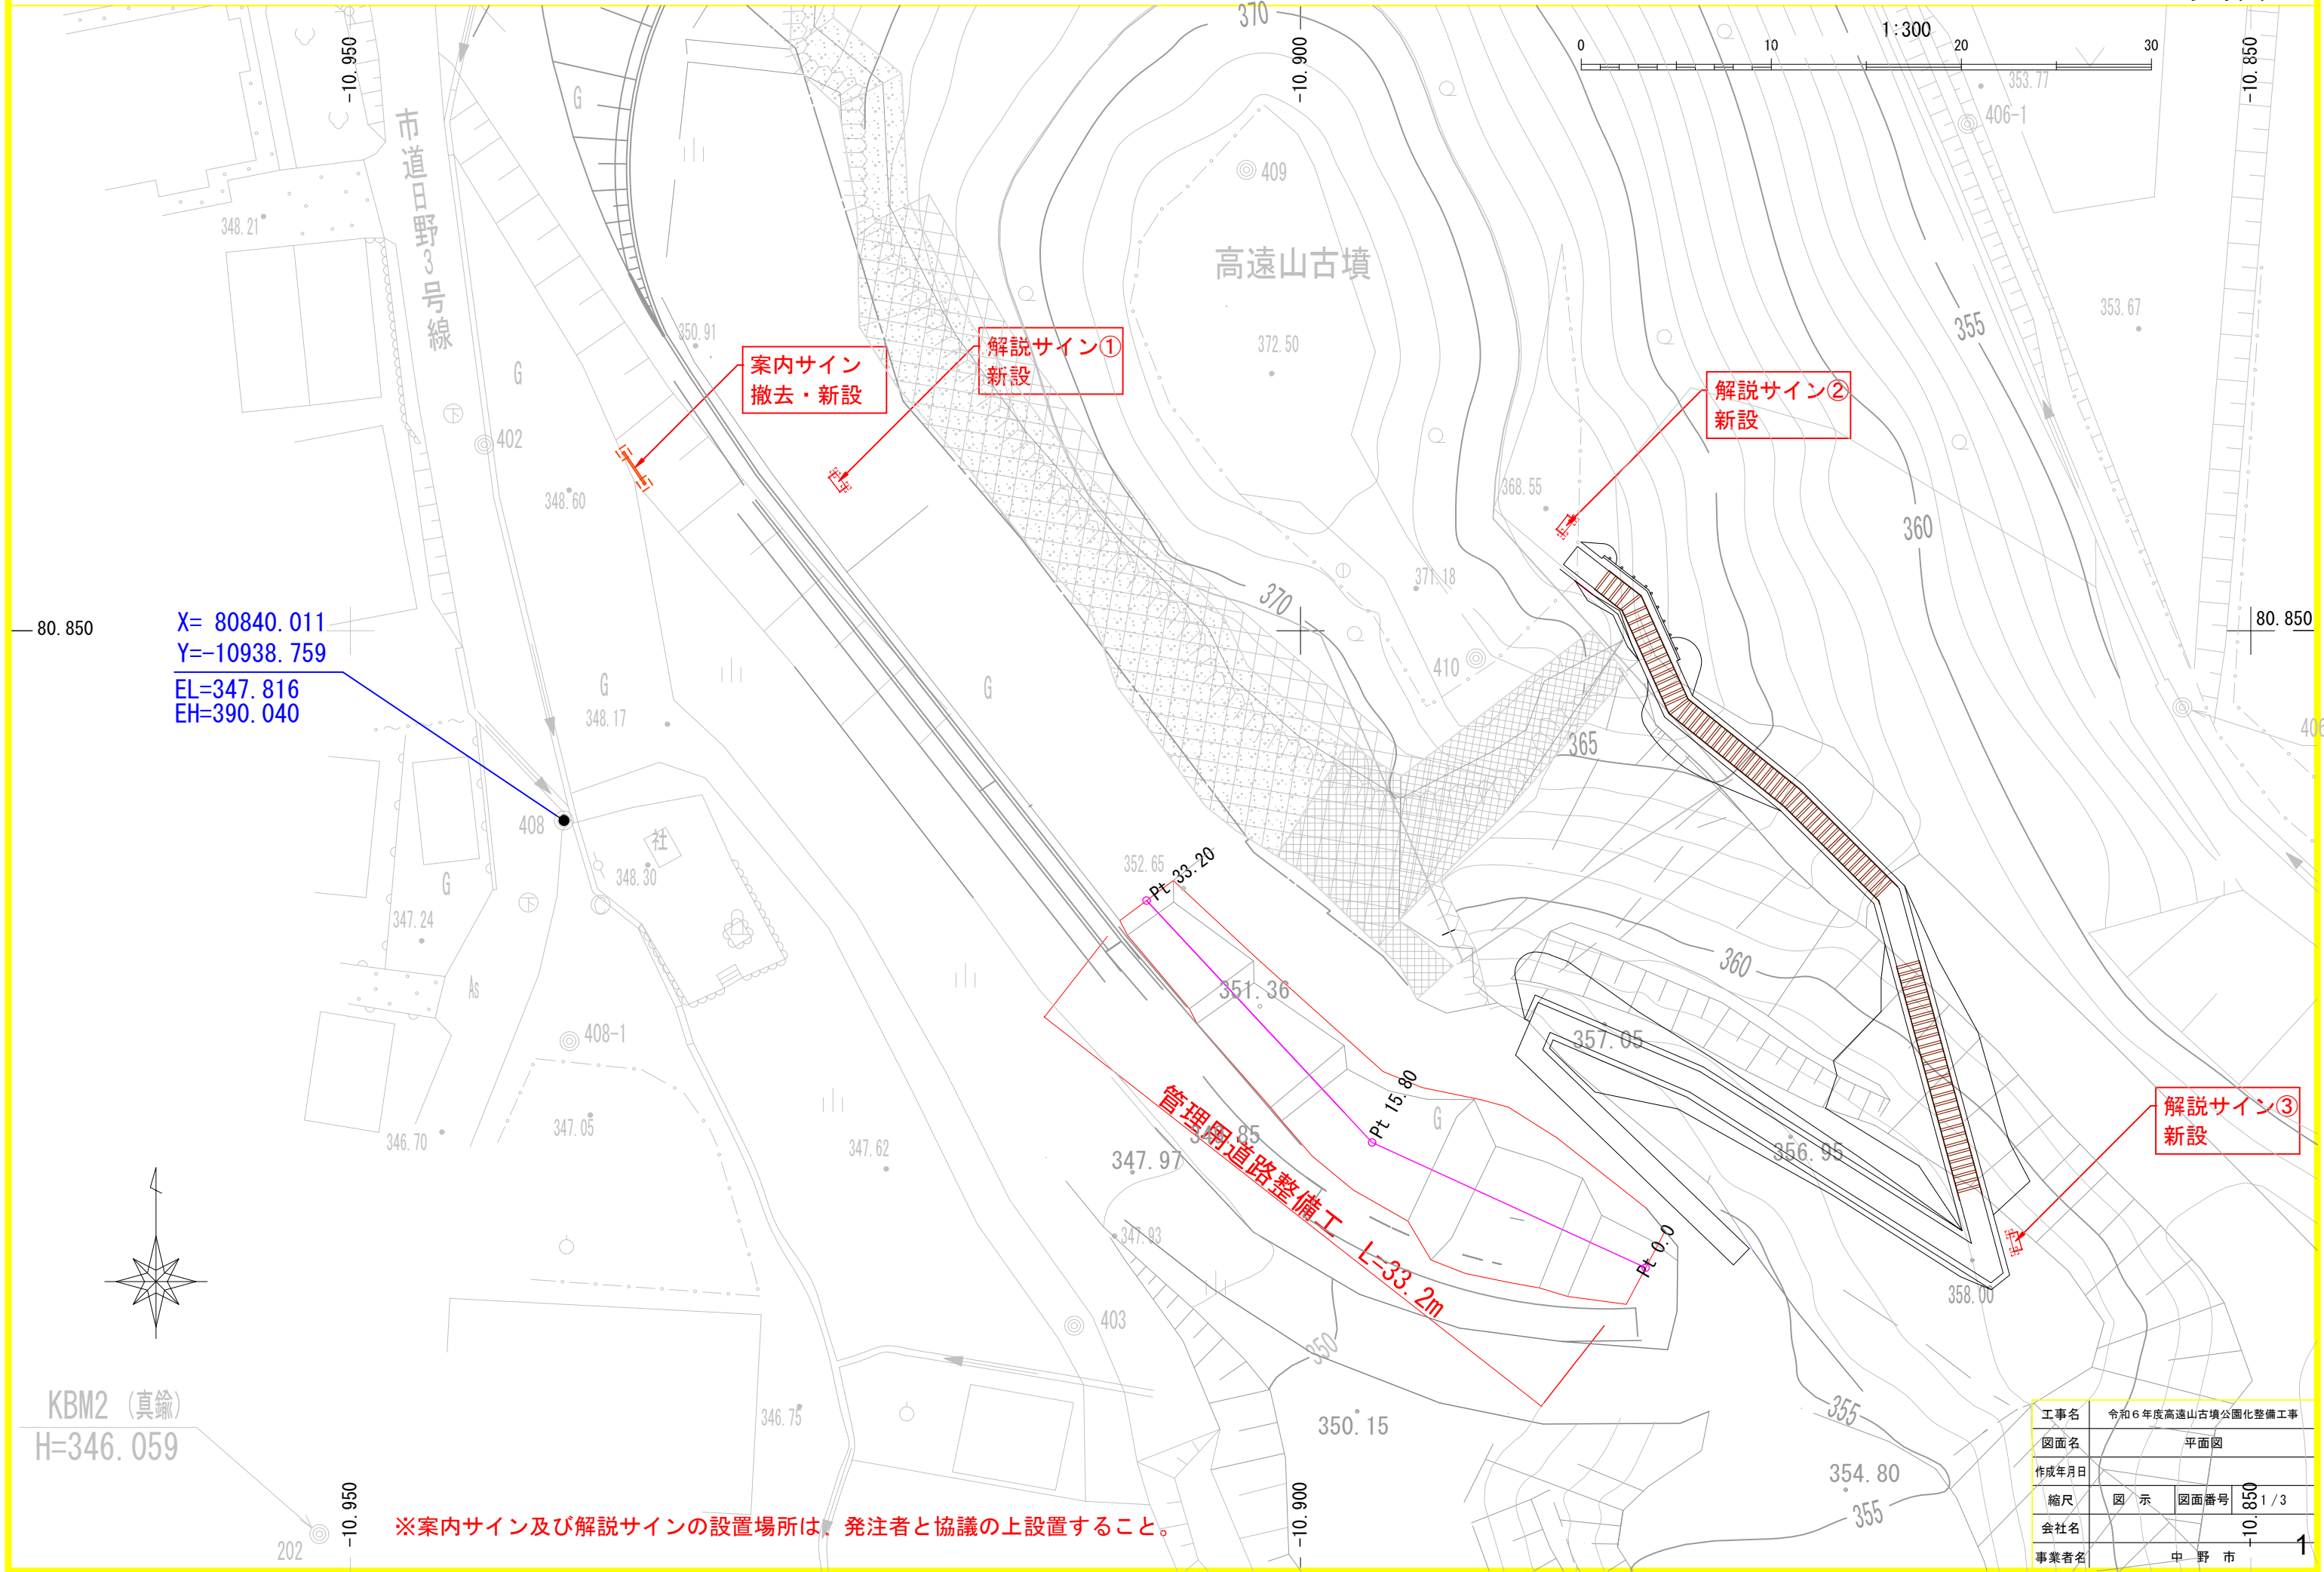 -10.950
370
-10.900
1:300
0 10 20 30
-10.850
353.77
406-1
G
市道日野3号線
409
348.21
高遠山古墳
355
353.67
350.91
372.50
案内サイン
撤去・新設
解説サイン①
新設
解説サイン②
新設
G
下
402
348.60
368.55
360
371.18
370
80.850
80.850
X= 80840.011
Y=-10938.759
EL=347.816
EH=390.040
410
G
G
348.17
365
408
社
348.30
352.65
Pt 33.20
G
下
347.24
As
351.36
360
408-1
357.05
Pt 15.80
G
解説サイン③
新設
346.70
347.05
347.62
347.97
356.95
管理用道路整備工 L=33.2m
347.93
Pt 0.0
358.00
403
350
KBM2 (真鍮)
H=346.059
346.75
350.15
355
354.80
355
202
-10.950
-10.900
-10.850
※案内サイン及び解説サインの設置場所は、発注者と協議の上設置すること。
工事名 令和6年度高遠山古墳公園化整備工事
図面名 平面図
作成年月日
縮尺 図示 図面番号 1/3
会社名
事業者名 中野市
1